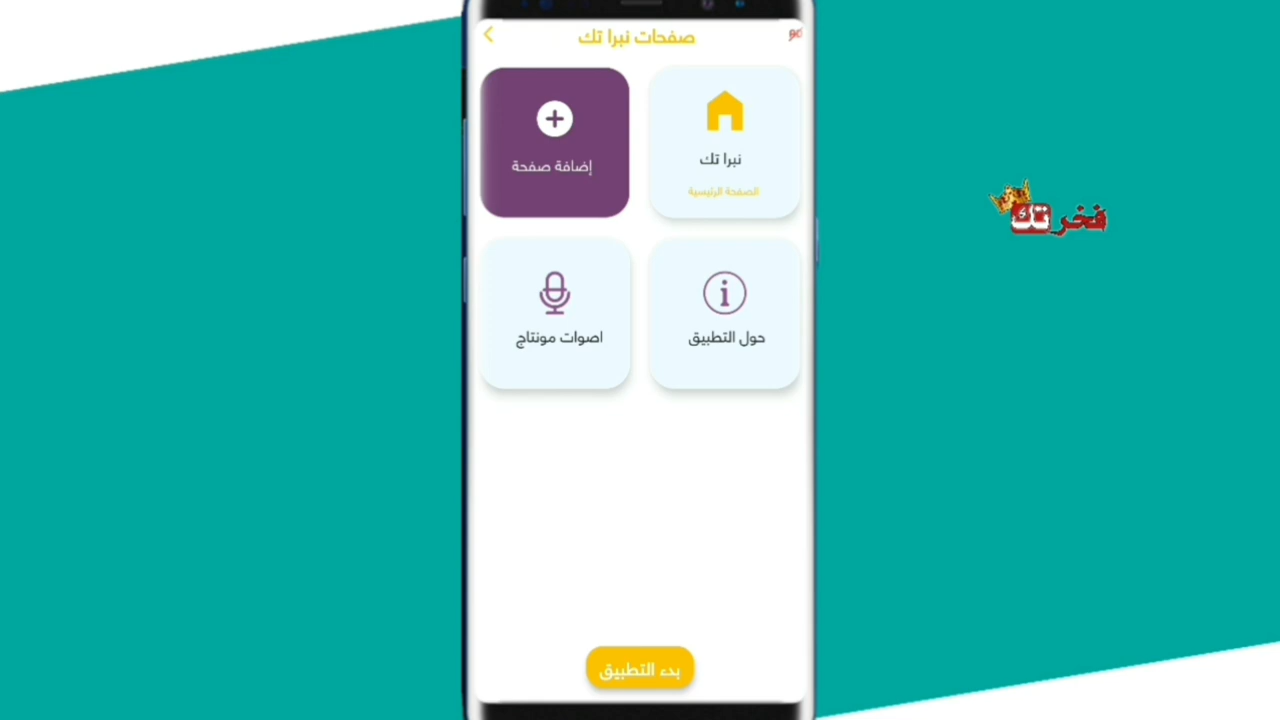 صفحات نبرا تك
نبرا تك
الصفحة الرئيسية
إضافة صفحة
حول التطبيق
اصوات مونتاج
بدء التطبيق
فخرتك